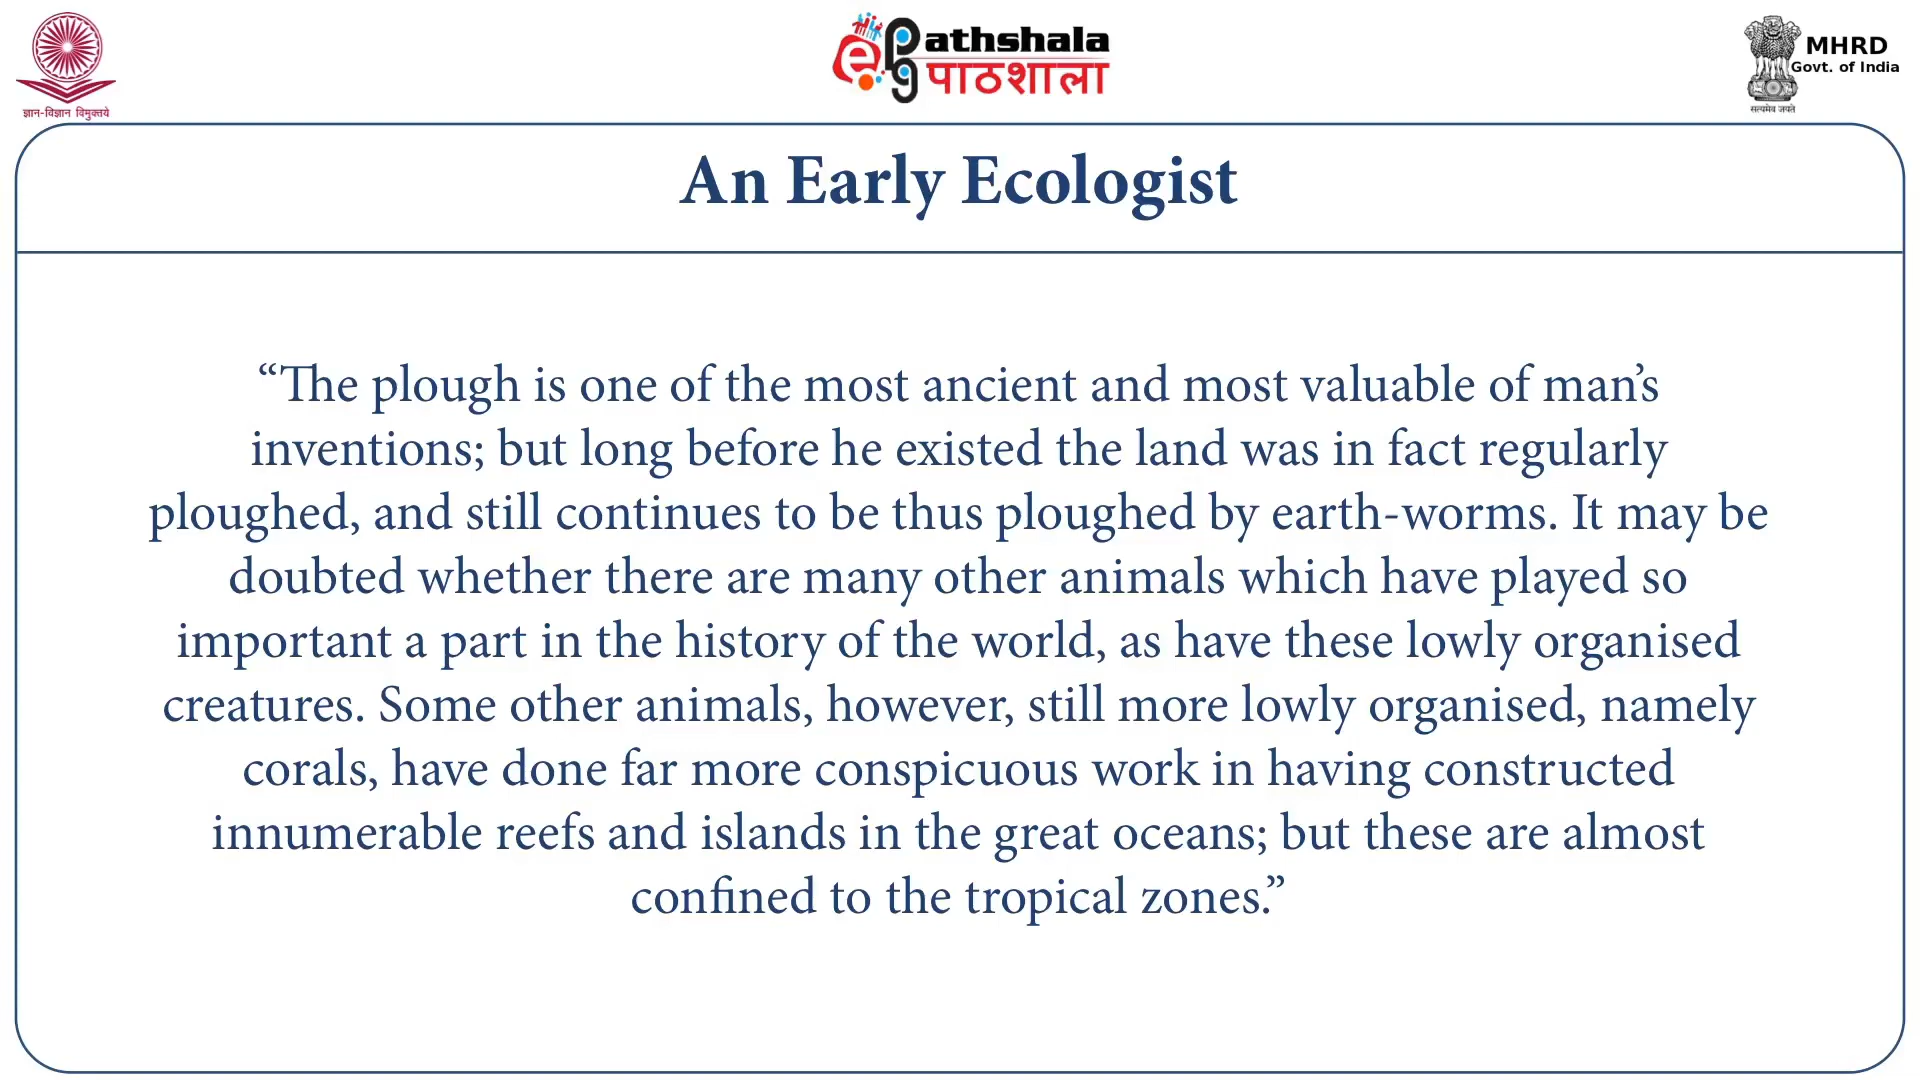 ज्ञान-विज्ञान विमुक्तये
ePathshala
पाठशाला
MHRD
Govt. of India
सत्यमेव जयते
An Early Ecologist
“The plough is one of the most ancient and most valuable of man’s
inventions; but long before he existed the land was in fact regularly
ploughed, and still continues to be thus ploughed by earth-worms. It may be
doubted whether there are many other animals which have played so
important a part in the history of the world, as have these lowly organised
creatures. Some other animals, however, still more lowly organised, namely
corals, have done far more conspicuous work in having constructed
innumerable reefs and islands in the great oceans; but these are almost
confined to the tropical zones.”